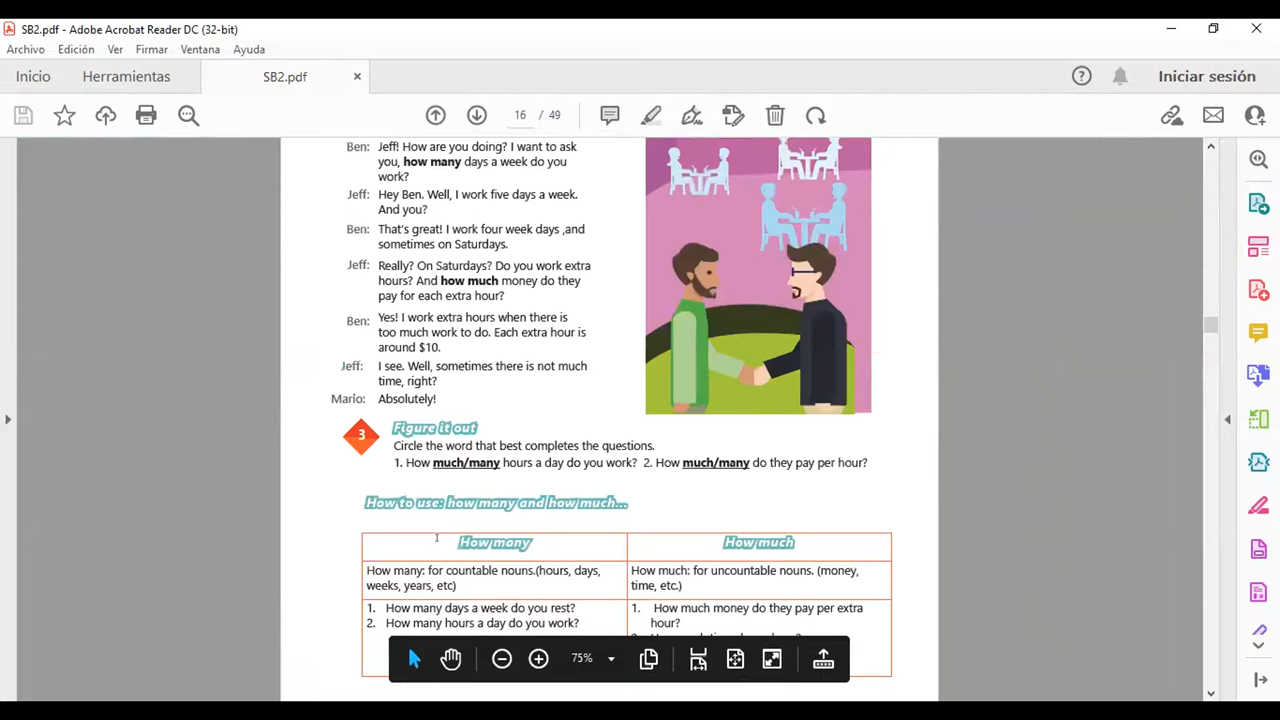 SB2.pdf - Adobe Acrobat Reader DC (32-bit)
Archivo Edición Ver Firmar Ventana Ayuda
Inicio Herramientas SB2.pdf Iniciar sesión
16 / 49
Ben: Jeff! How are you doing? I want to ask
you, how many days a week do you
work?
Jeff: Hey Ben. Well, I work five days a week.
And you?
Ben: That's great! I work four week days ,and
sometimes on Saturdays.
Jeff: Really? On Saturdays? Do you work extra
hours? And how much money do they
pay for each extra hour?
Ben: Yes! I work extra hours when there is
too much work to do. Each extra hour is
around $10.
Jeff: I see. Well, sometimes there is not much
time, right?
Mario: Absolutely!
3 Figure it out
Circle the word that best completes the questions.
1. How much/many hours a day do you work? 2. How much/many do they pay per hour?
How to use: how many and how much...
How many
How many: for countable nouns.(hours, days,
weeks, years, etc)
1. How many days a week do you rest?
2. How many hours a day do you work?
How much
How much: for uncountable nouns. (money,
time, etc.)
1. How much money do they pay per extra
hour?
75%